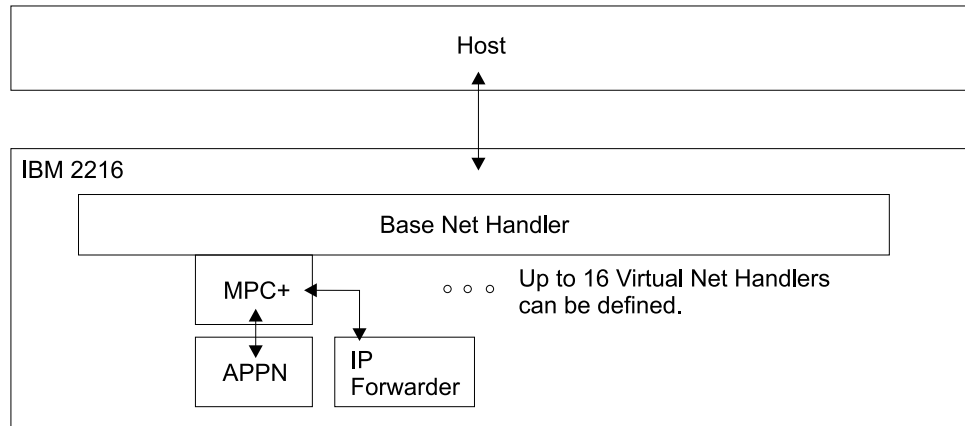 Host
IBM 2216
Base Net Handler
MPC+
Up to 16 Virtual Net Handlers
can be defined.
APPN
IP
Forwarder